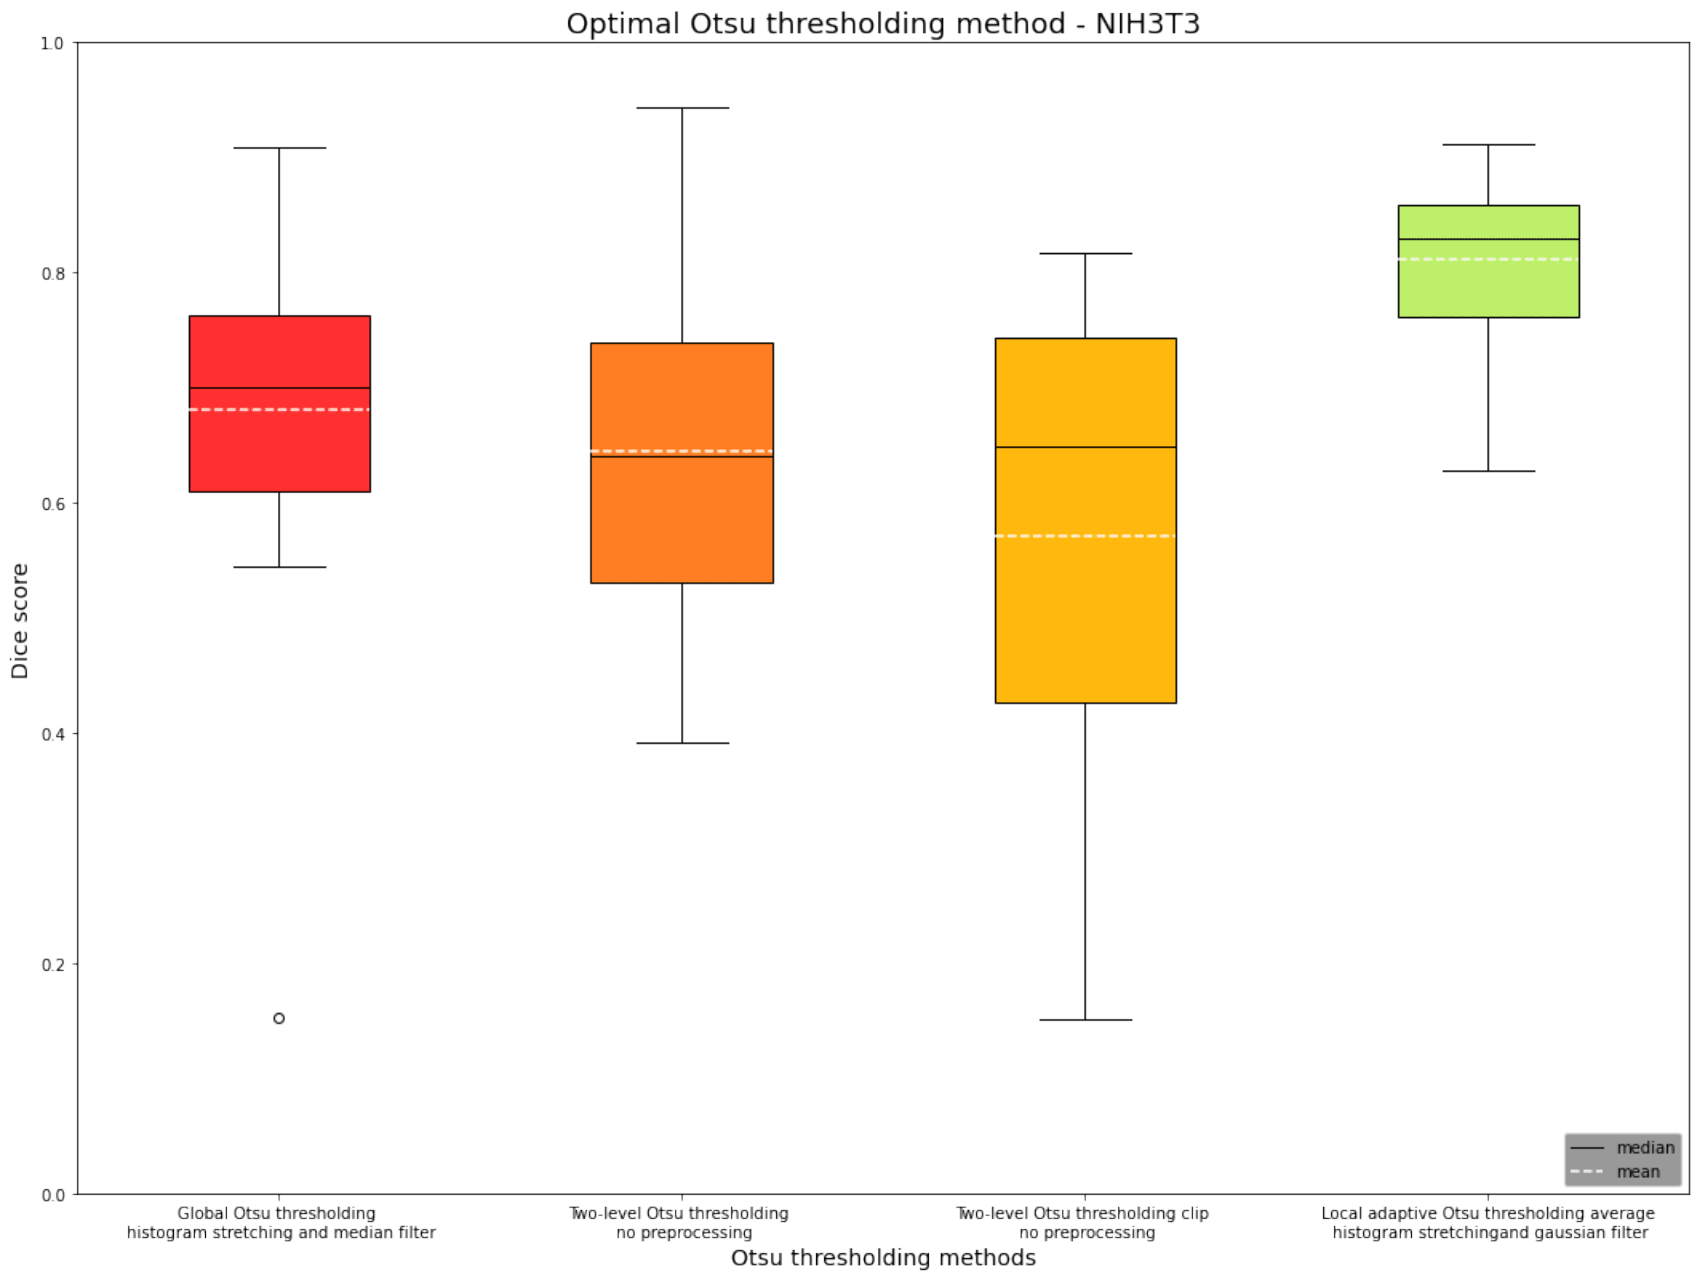 Optimal Otsu thresholding method - NIH3T3
1.0
0.8
0.6
0.4
0.2
0.0
Dice score
median
mean
Global Otsu thresholding
histogram stretching and median filter
Two-level Otsu thresholding
no preprocessing
Two-level Otsu thresholding clip
no preprocessing
Local adaptive Otsu thresholding average
histogram stretchingand gaussian filter
Otsu thresholding methods